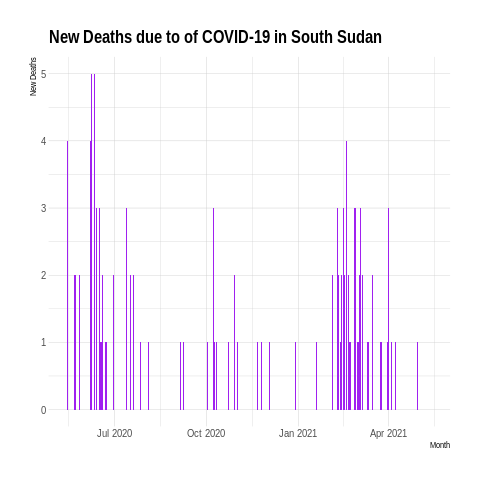 New Deaths due to of COVID-19 in South Sudan
New Deaths
5
4
3
2
1
0
Jul 2020 Oct 2020 Jan 2021 Apr 2021
Month